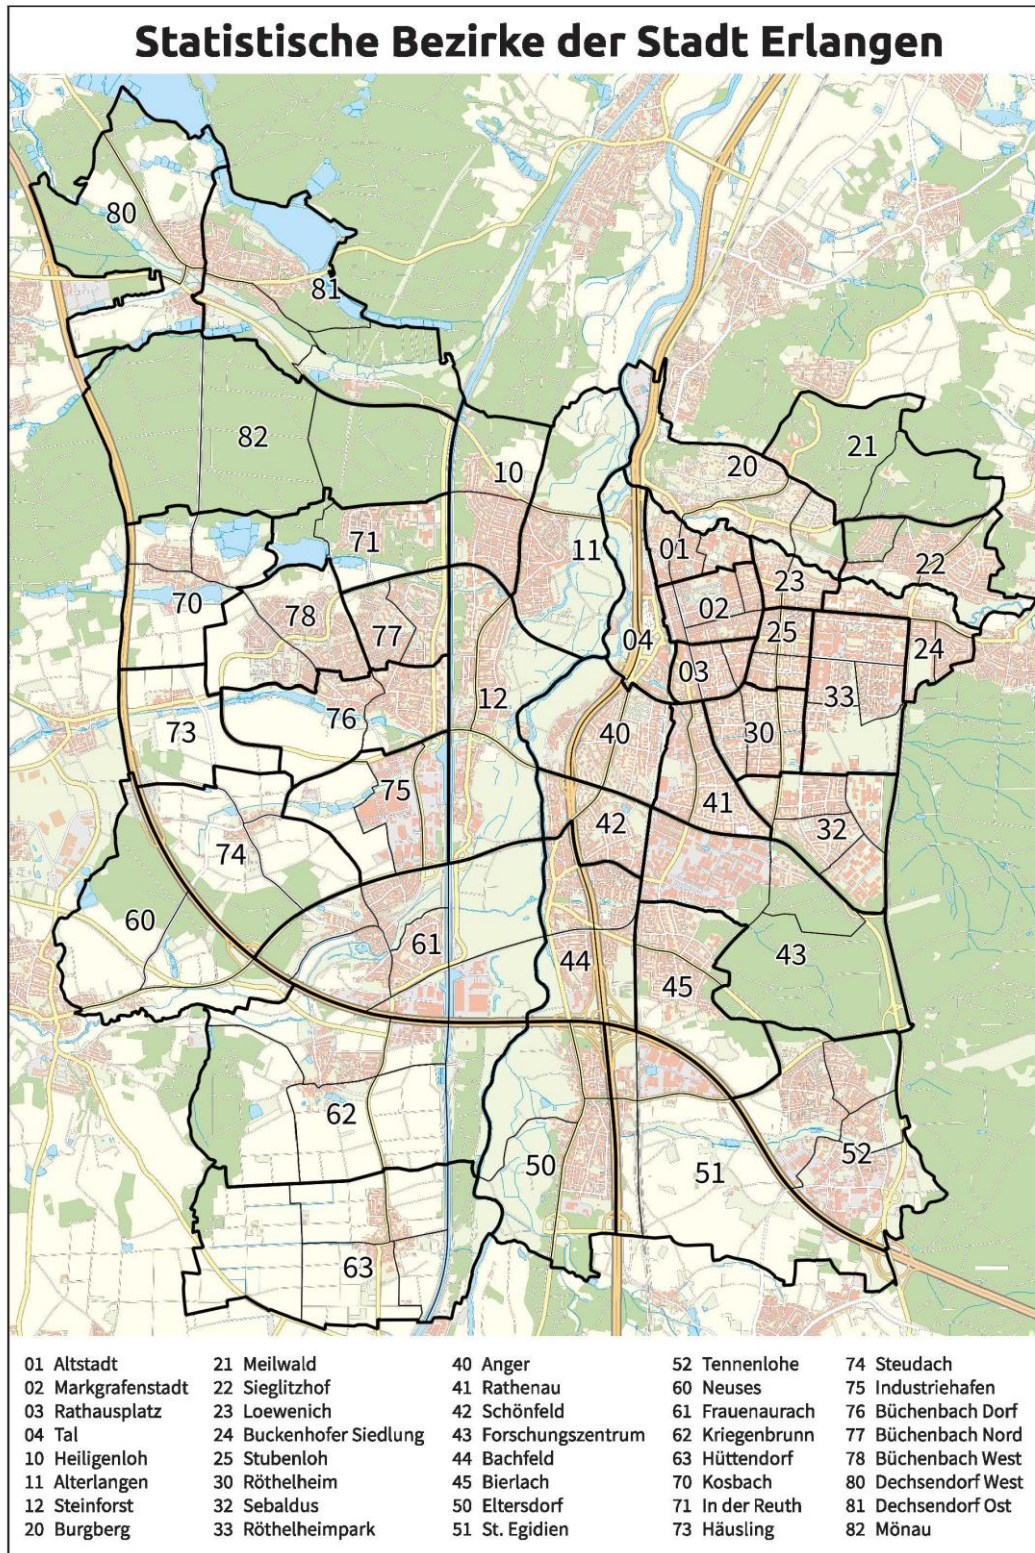 Statistische Bezirke der Stadt Erlangen
80
81
82
10
11
20
21
22
71
01
23
70
78
77
02
25
24
04
03
33
12
76
73
40
30
75
41
42
32
74
60
61
44
43
45
62
50
51
52
63
01 Altstadt
02 Markgrafenstadt
03 Rathausplatz
04 Tal
10 Heiligenloh
11 Alterlangen
12 Steinforst
20 Burgberg
21 Meilwald
22 Sieglitzhof
23 Loewenich
24 Buckenhofer Siedlung
25 Stubenloh
30 Röthelheim
32 Sebaldus
33 Röthelheimpark
40 Anger
41 Rathenau
42 Schönfeld
43 Forschungszentrum
44 Bachfeld
45 Bierlach
50 Eltersdorf
51 St. Egidien
52 Tennenlohe
60 Neuses
61 Frauenaurach
62 Kriegenbrunn
63 Hüttendorf
70 Kosbach
71 In der Reuth
73 Häusling
74 Steudach
75 Industriehafen
76 Büchenbach Dorf
77 Büchenbach Nord
78 Büchenbach West
80 Dechsendorf West
81 Dechsendorf Ost
82 Mönau